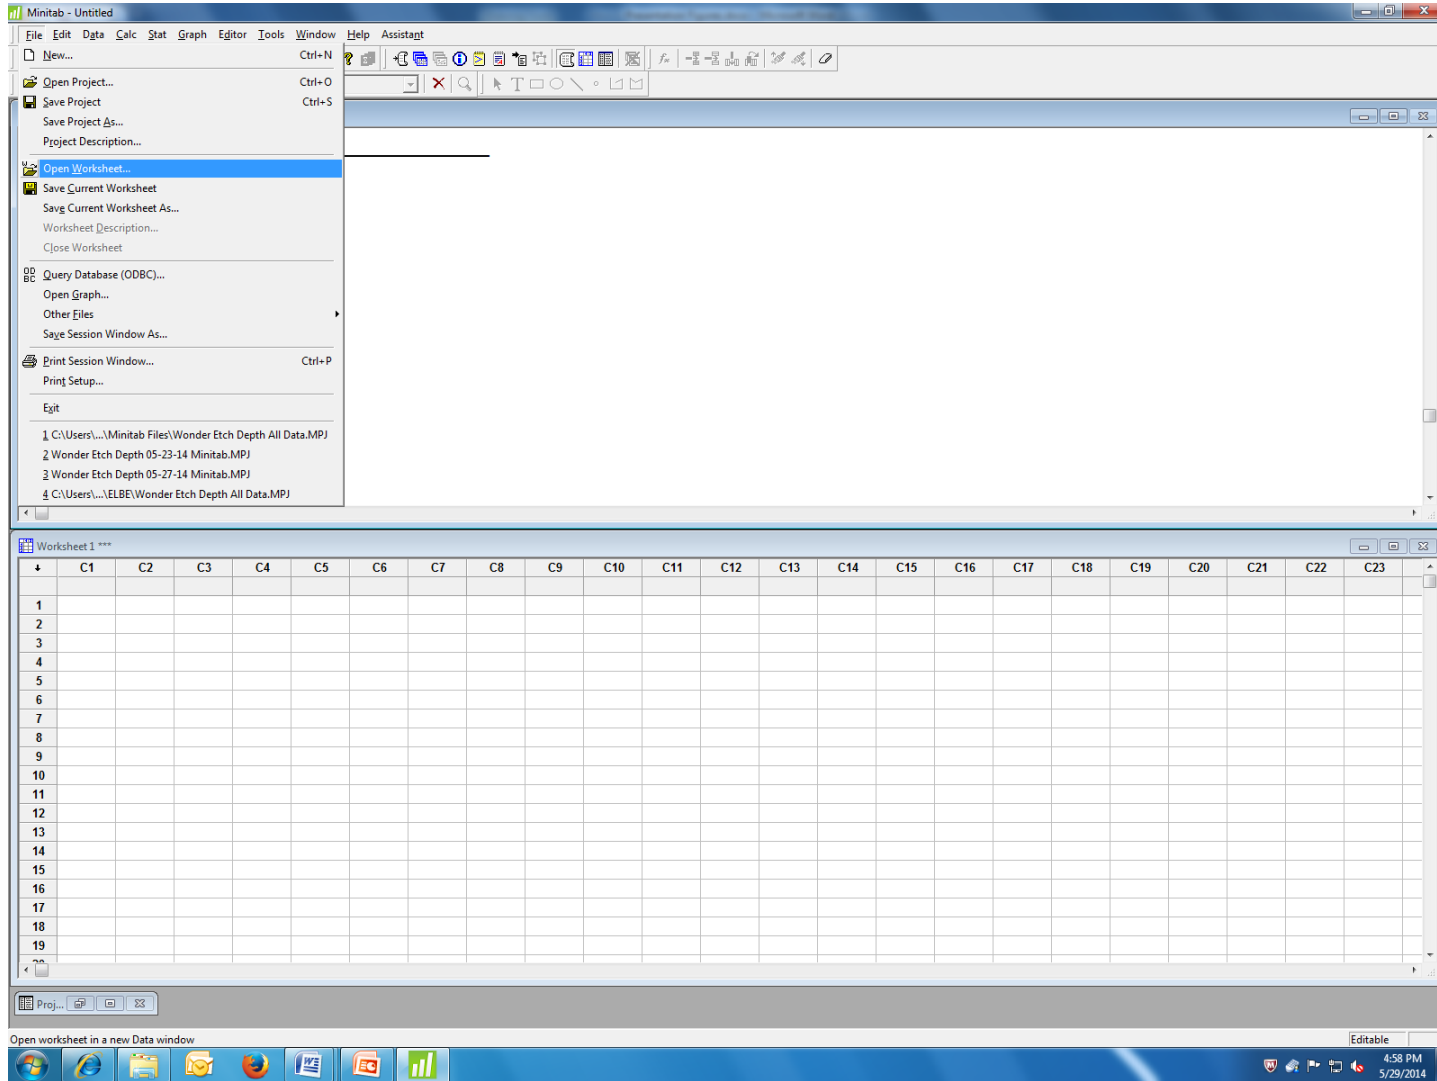 Minitab - Untitled
File Edit Data Calc Stat Graph Editor Tools Window Help Assistant
New... Ctrl+N
Open Project... Ctrl+O
Save Project Ctrl+S
Save Project As...
Project Description...
Open Worksheet...
Save Current Worksheet
Save Current Worksheet As...
Worksheet Description...
Close Worksheet
Query Database (ODBC)...
Open Graph...
Other Files
Save Session Window As...
Print Session Window... Ctrl+P
Print Setup...
Exit
1 C:\Users\...\Minitab Files\Wonder Etch Depth All Data.MPJ
2 Wonder Etch Depth 05-23-14 Minitab.MPJ
3 Wonder Etch Depth 05-27-14 Minitab.MPJ
4 C:\Users\...\ELBE\Wonder Etch Depth All Data.MPJ
Worksheet 1 ***
C1 C2 C3 C4 C5 C6 C7 C8 C9 C10 C11 C12 C13 C14 C15 C16 C17 C18 C19 C20 C21 C22 C23
1
2
3
4
5
6
7
8
9
10
11
12
13
14
15
16
17
18
19
Proj...
Open worksheet in a new Data window Editable
4:58 PM
5/29/2014